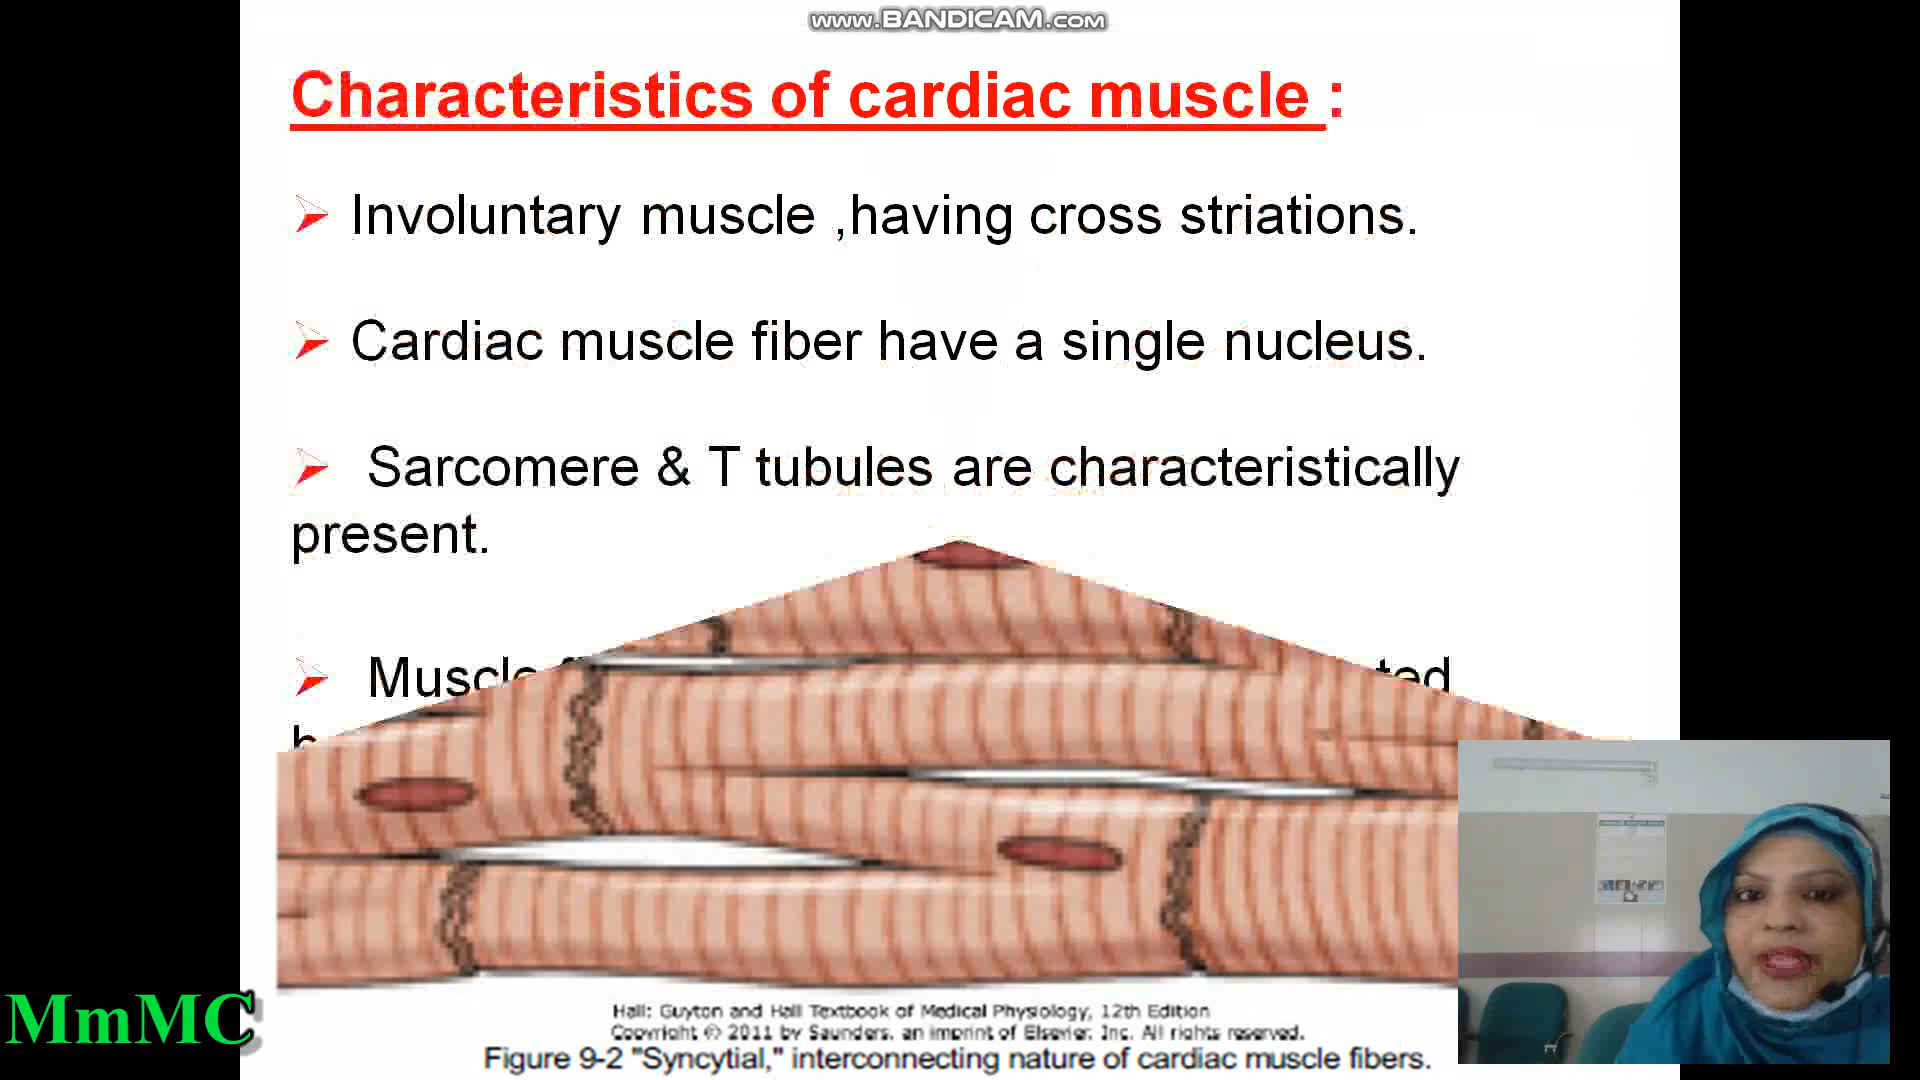 www.BANDICAM.com
Characteristics of cardiac muscle :
Involuntary muscle ,having cross striations.
Cardiac muscle fiber have a single nucleus.
Sarcomere & T tubules are characteristically
present.
Hall: Guyton and Hall Textbook of Medical Physiology, 12th Edition
Copyright © 2011 by Saunders, an imprint of Elsevier, Inc. All rights reserved.
Figure 9-2 "Syncytial," interconnecting nature of cardiac muscle fibers.
MmMC